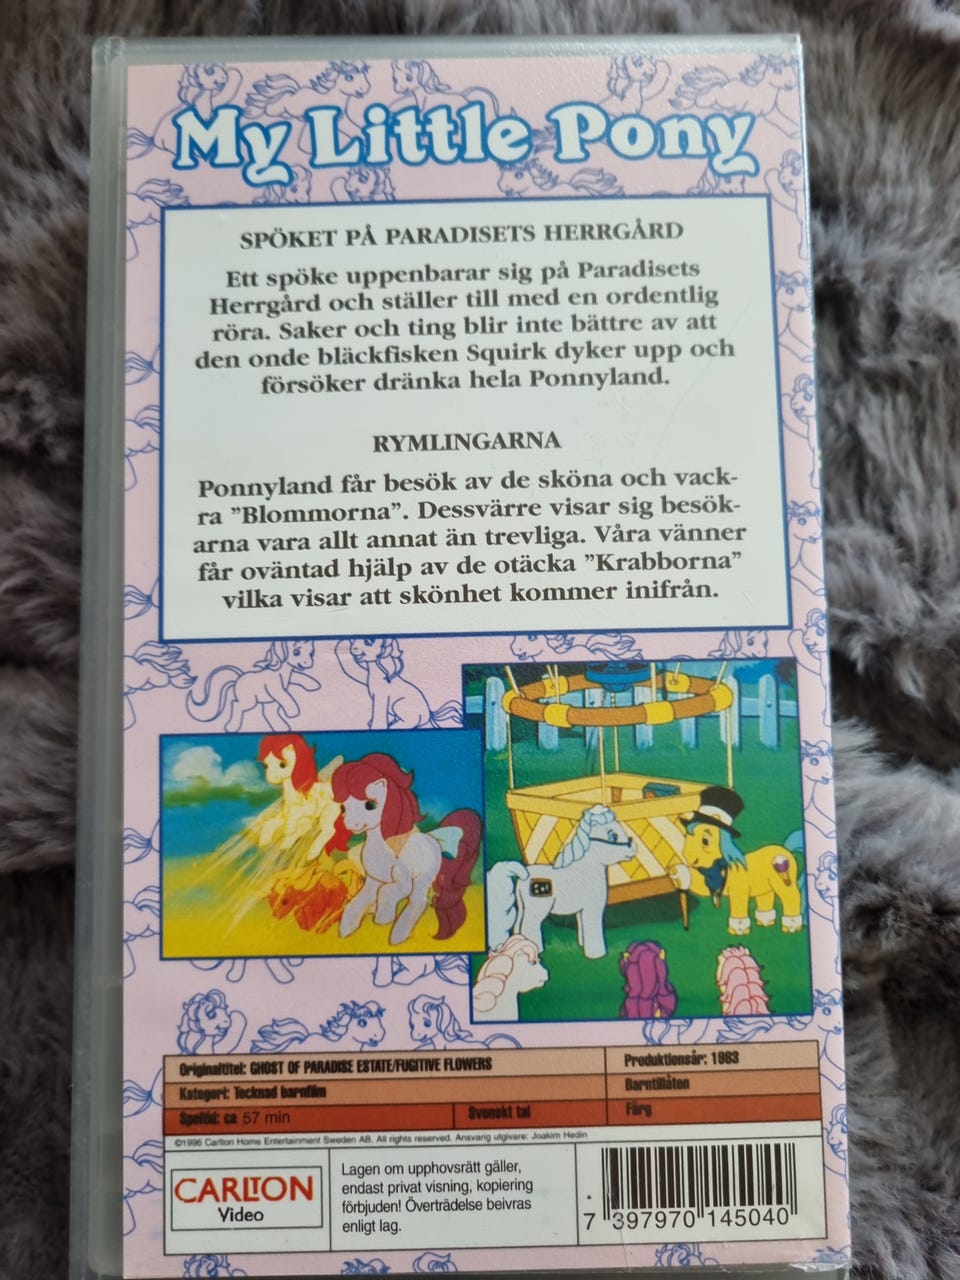 My Little Pony
SPÖKET PÅ PARADISETS HERRGÅRD
Ett spöke uppenbarar sig på Paradisets
Herrgård och ställer till med en ordentlig
röra. Saker och ting blir inte bättre av att
den onde bläckfisken Squirk dyker upp och
försöker dränka hela Ponnyland.
RYMLINGARNA
Ponnyland får besök av de sköna och vack-
ra ”Blommorna”. Dessvärre visar sig besök-
arna vara allt annat än trevliga. Våra vänner
får oväntad hjälp av de otäcka ”Krabborna”
vilka visar att skönhet kommer inifrån.
Originaltitel: GHOST OF PARADISE ESTATE/FUGITIVE FLOWERS
Produktionsår: 1983
Kategori: Tecknad barnfilm
Barntillåten
Speltid: ca 57 min
Svenskt tal
Färg
©1996 Carlton Home Entertainment Sweden AB. All rights reserved. Ansvarig utgivare: Joakim Hedin
CARLTON
Video
Lagen om upphovsrätt gäller,
endast privat visning, kopiering
förbjuden! Överträdelse beivras
enligt lag.
7 397970 145040